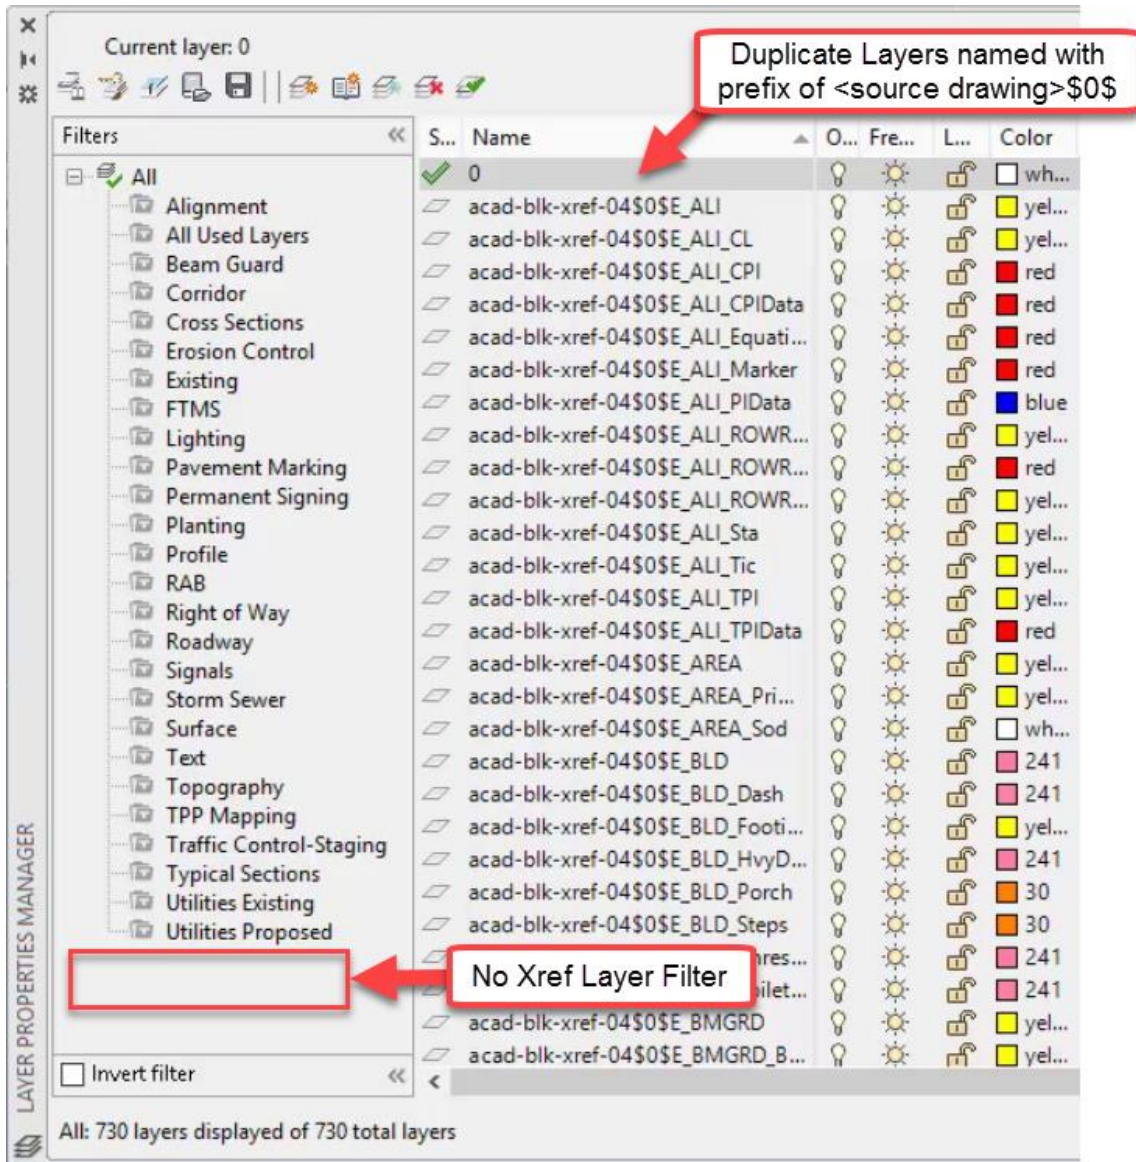 Current layer: 0
Duplicate Layers named with
prefix of <source drawing>$0$
Filters
All
Alignment
All Used Layers
Beam Guard
Corridor
Cross Sections
Erosion Control
Existing
FTMS
Lighting
Pavement Marking
Permanent Signing
Planting
Profile
RAB
Right of Way
Roadway
Signals
Storm Sewer
Surface
Text
Topography
TPP Mapping
Traffic Control-Staging
Typical Sections
Utilities Existing
Utilities Proposed
No Xref Layer Filter
Invert filter
S... Name O... Fre... L... Color
0 wh...
acad-blk-xref-04$0$E_ALI yel...
acad-blk-xref-04$0$E_ALI_CL yel...
acad-blk-xref-04$0$E_ALI_CPI red
acad-blk-xref-04$0$E_ALI_CPIData red
acad-blk-xref-04$0$E_ALI_Equati... red
acad-blk-xref-04$0$E_ALI_Marker red
acad-blk-xref-04$0$E_ALI_PIData blue
acad-blk-xref-04$0$E_ALI_ROWR... yel...
acad-blk-xref-04$0$E_ALI_ROWR... red
acad-blk-xref-04$0$E_ALI_ROWR... yel...
acad-blk-xref-04$0$E_ALI_Sta yel...
acad-blk-xref-04$0$E_ALI_Tic yel...
acad-blk-xref-04$0$E_ALI_TPI yel...
acad-blk-xref-04$0$E_ALI_TPIData red
acad-blk-xref-04$0$E_AREA yel...
acad-blk-xref-04$0$E_AREA_Pri... yel...
acad-blk-xref-04$0$E_AREA_Sod wh...
acad-blk-xref-04$0$E_BLD 241
acad-blk-xref-04$0$E_BLD_Dash 241
acad-blk-xref-04$0$E_BLD_Footi... yel...
acad-blk-xref-04$0$E_BLD_HvyD... 241
acad-blk-xref-04$0$E_BLD_Porch 30
acad-blk-xref-04$0$E_BLD_Steps 30
hres... 241
oilet... 241
acad-blk-xref-04$0$E_BMGRD yel...
acad-blk-xref-04$0$E_BMGRD_B... yel...
LAYER PROPERTIES MANAGER
All: 730 layers displayed of 730 total layers